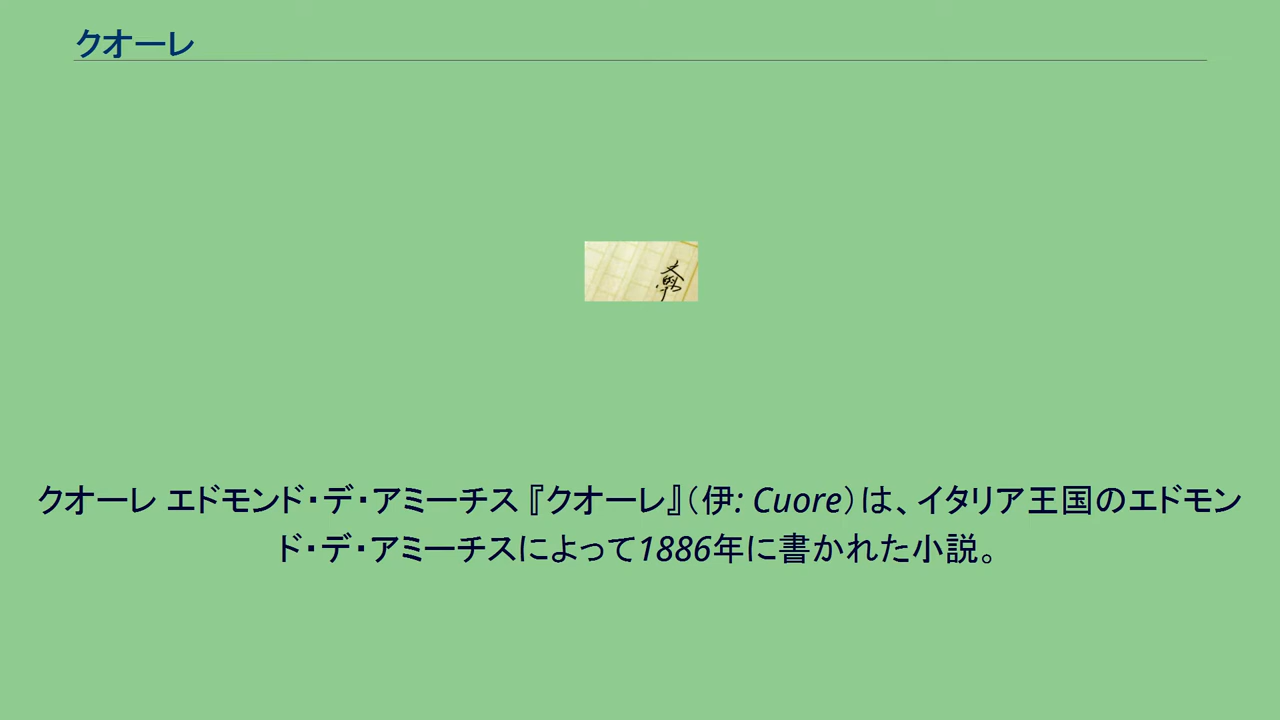 クオーレ
クオーレ エドモンド・デ・アミーチス『クオーレ』（伊: Cuore）は、イタリア王国のエドモン
ド・デ・アミーチスによって1886年に書かれた小説。